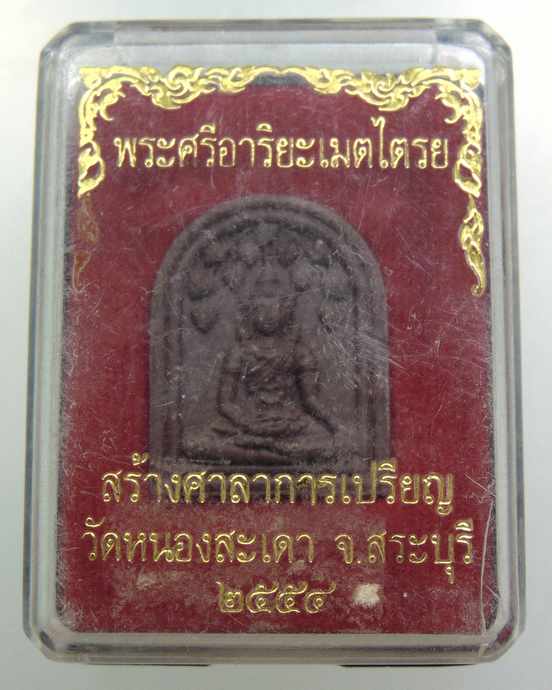 พระศรีอาริยะเมตไตรย
สร้างศาลาการเปรียญ
วัดหนองสะเดา จ.สระบุรี
๒๕๕๔